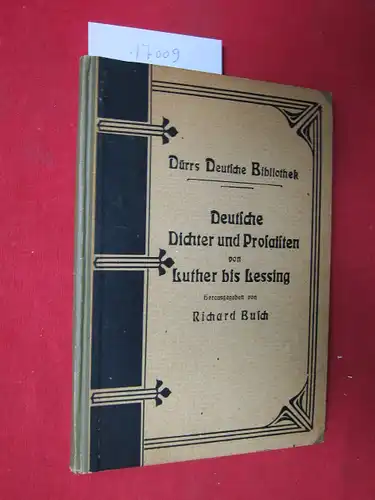 17009
Dürrs Deutsche Bibliothek
Deutsche
Dichter und Prosaisten
von
Luther bis Lessing
Herausgegeben von
Richard Busch